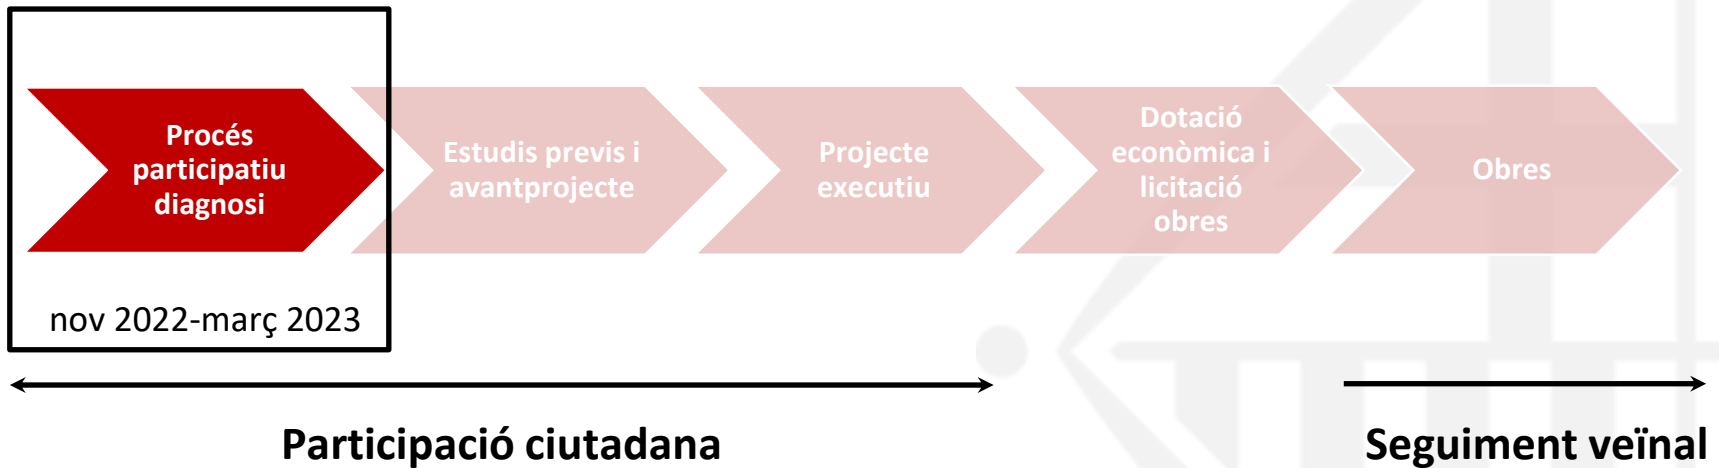 Procés
participatiu
diagnosi
Estudis previs i
avantprojecte
Projecte
executiu
Dotació
econòmica i
licitació
obres
Obres
nov 2022-març 2023
Participació ciutadana
Seguiment veïnal